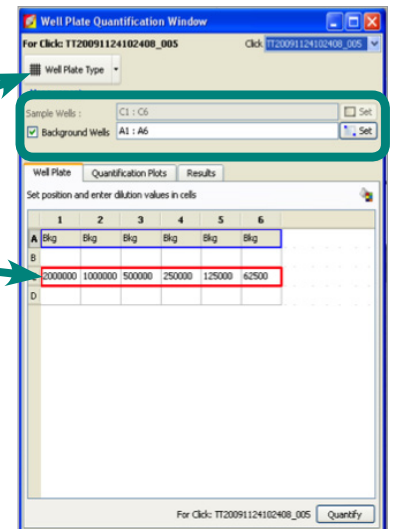 Well Plate Quantification Window
For Click: TT20091124102408_005 Click TT20091124102408_005
Well Plate Type
Sample Wells : C1 : C6 Set
Background Wells A1 : A6 Set
Well Plate Quantification Plots Results
Set position and enter dilution values in cells
1 2 3 4 5 6
A Bkg Bkg Bkg Bkg Bkg Bkg
B
2000000 1000000 500000 250000 125000 62500
D
For Click: TT20091124102408_005 Quantify